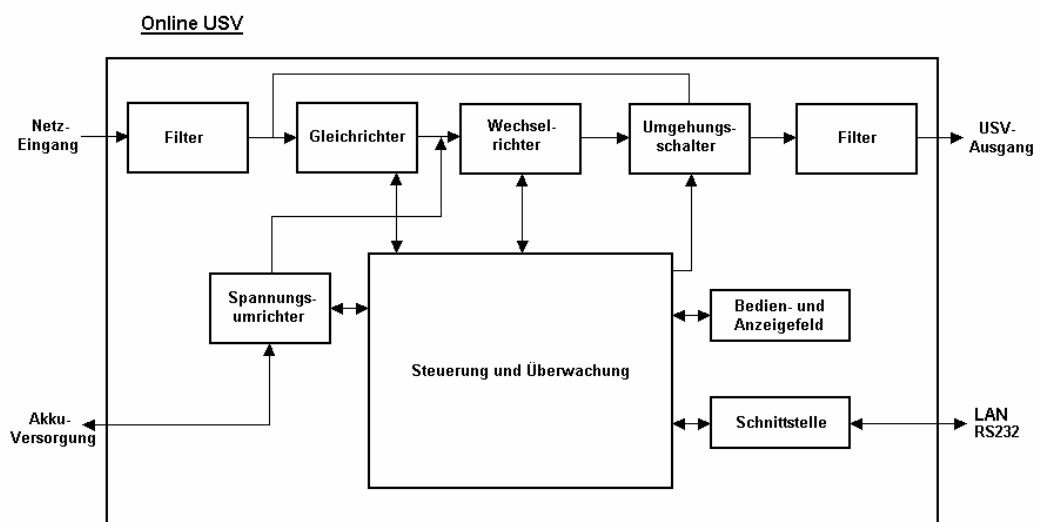 Online USV
Netz-
Eingang
Filter
Gleichrichter
Wechsel-
richter
Umgehungs-
schalter
Filter
USV-
Ausgang
Spannungs-
umrichter
Bedien- und
Anzeigefeld
Steuerung und Überwachung
Akku-
Versorgung
Schnittstelle
LAN
RS232